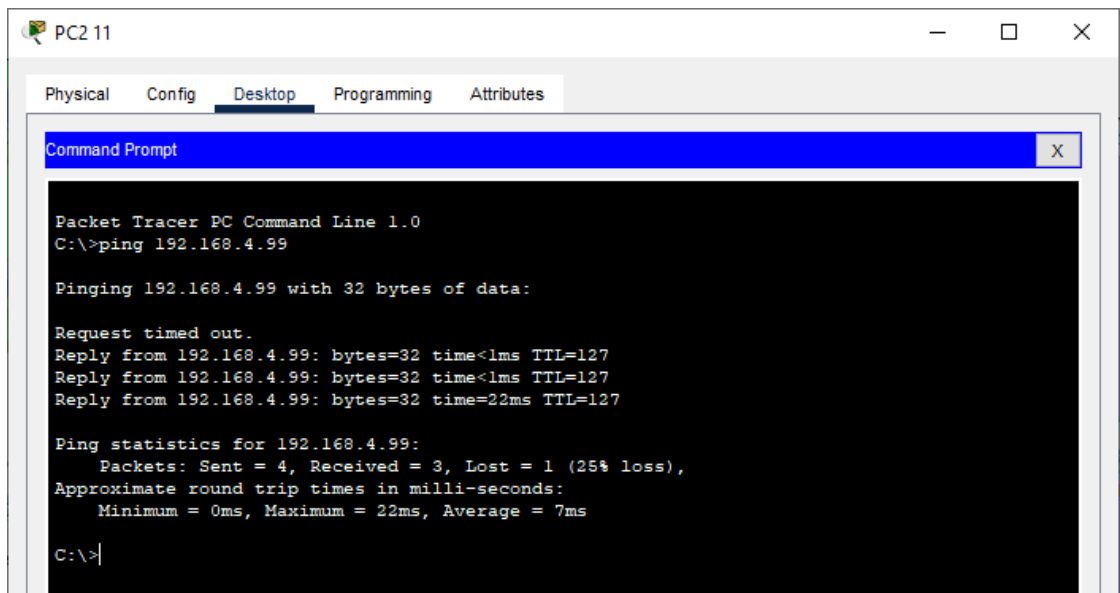 PC2 11
Physical Config Desktop Programming Attributes
Command Prompt
X
Packet Tracer PC Command Line 1.0
C:\>ping 192.168.4.99
Pinging 192.168.4.99 with 32 bytes of data:
Request timed out.
Reply from 192.168.4.99: bytes=32 time<1ms TTL=127
Reply from 192.168.4.99: bytes=32 time<1ms TTL=127
Reply from 192.168.4.99: bytes=32 time=22ms TTL=127
Ping statistics for 192.168.4.99:
Packets: Sent = 4, Received = 3, Lost = 1 (25% loss),
Approximate round trip times in milli-seconds:
Minimum = 0ms, Maximum = 22ms, Average = 7ms
C:\>